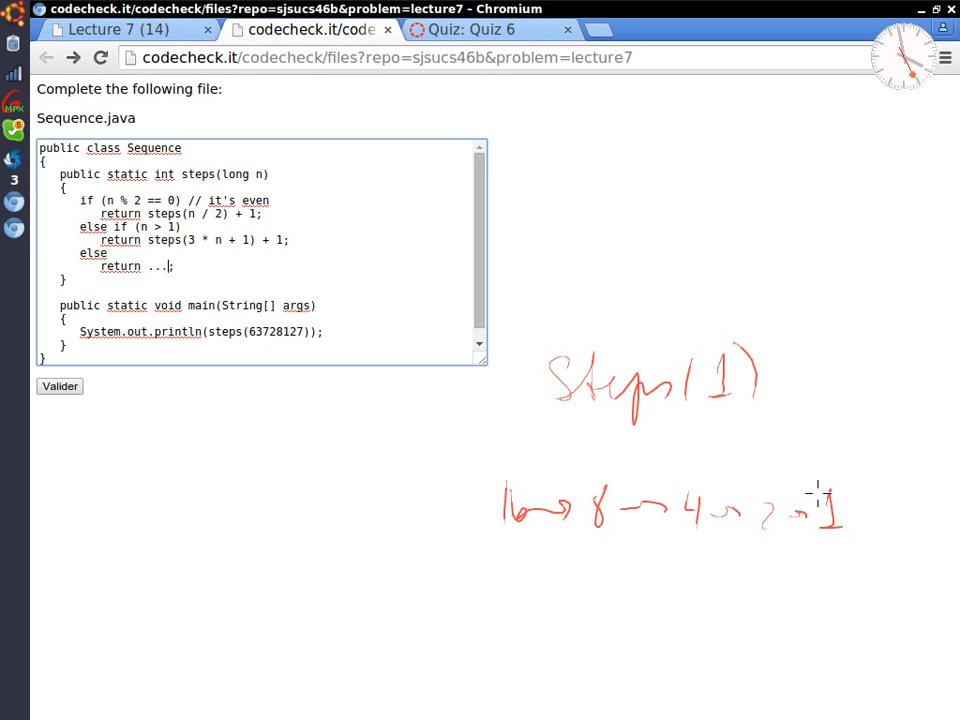 codecheck.it/codecheck/files?repo=sjsucs46b&problem=lecture7 - Chromium
Lecture 7 (14) × codecheck.it/code × Quiz: Quiz 6 ×
codecheck.it/codecheck/files?repo=sjsucs46b&problem=lecture7
MPX
5
3
Complete the following file:
Sequence.java
public class Sequence
{
public static int steps(long n)
{
if (n % 2 == 0) // it's even
return steps(n / 2) + 1;
else if (n > 1)
return steps(3 * n + 1) + 1;
else
return ...;
}
public static void main(String[] args)
{
System.out.println(steps(63728127));
}
}
Valider
Steps(1)
16 → 8 → 4 → 2 → 1